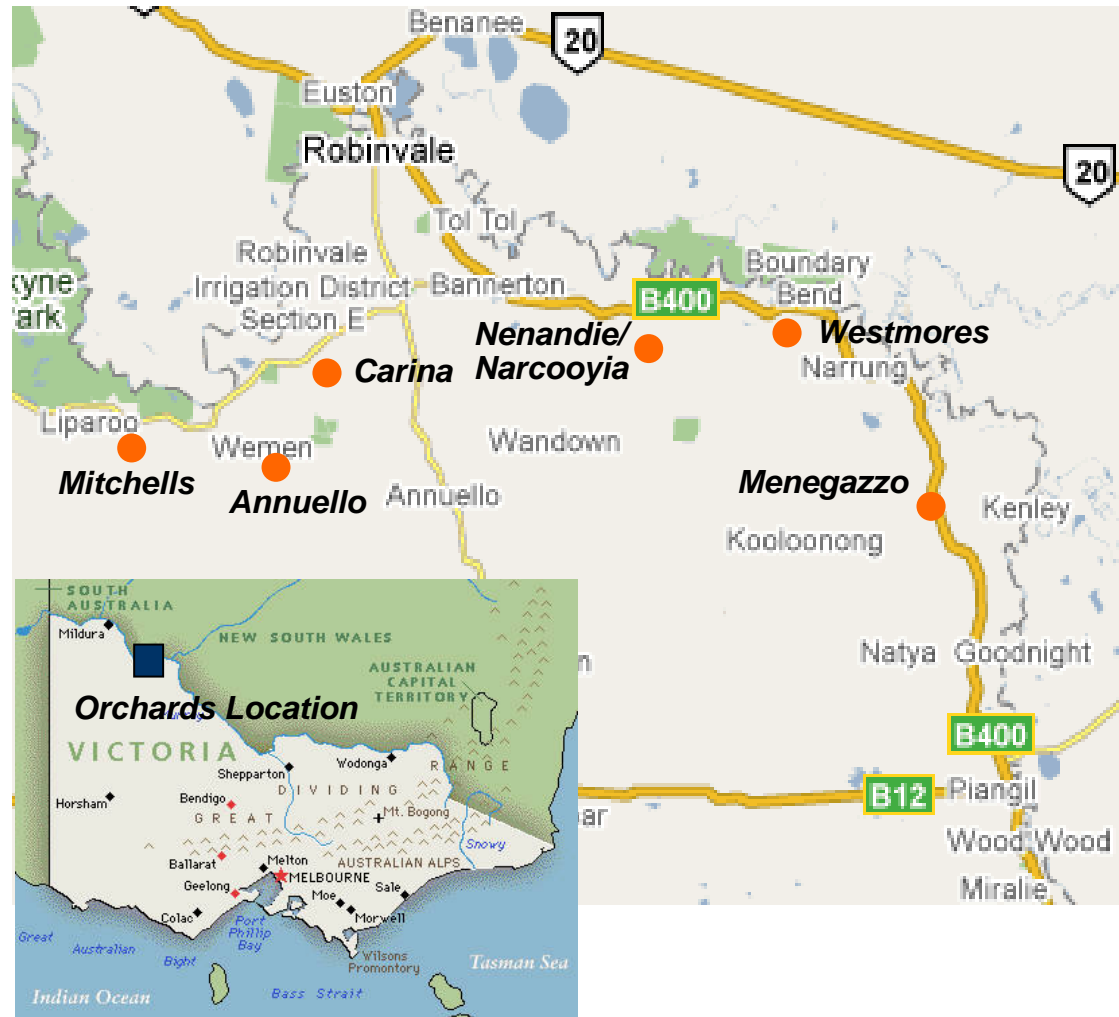 Benanee
20
Euston
Robinvale
20
Tol Tol
Robinvale
Irrigation District
Section E
Bannerton
Boundary
Bend
B400
kyne
ark
Nenandie/
Narcooyia
Westmores
Carina
Narrung
Liparoo
Wemen
Wandown
Mitchells
Annuello
Annuello
Menegazzo
Kenley
Kooloonong
Natya
Goodnight
B400
B12
Piangil
ar
Wood Wood
Miralie
n
SOUTH
AUSTRALIA
Mildura
NEW SOUTH WALES
AUSTRALIAN
CAPITAL
TERRITORY
Orchards Location
VICTORIA
Shepparton
Wodonga
RANGE
Horsham
Bendigo
DIVIDING
GREAT
Mt. Bogong
Snowy
Ballarat
Melton
AUSTRALIAN ALPS
MELBOURNE
Geelong
Moe
Sale
Colac
Morwell
Port
Phillip
Bay
Great
Australian
Bight
Wilsons
Promontory
Tasman Sea
Indian Ocean
Bass Strait